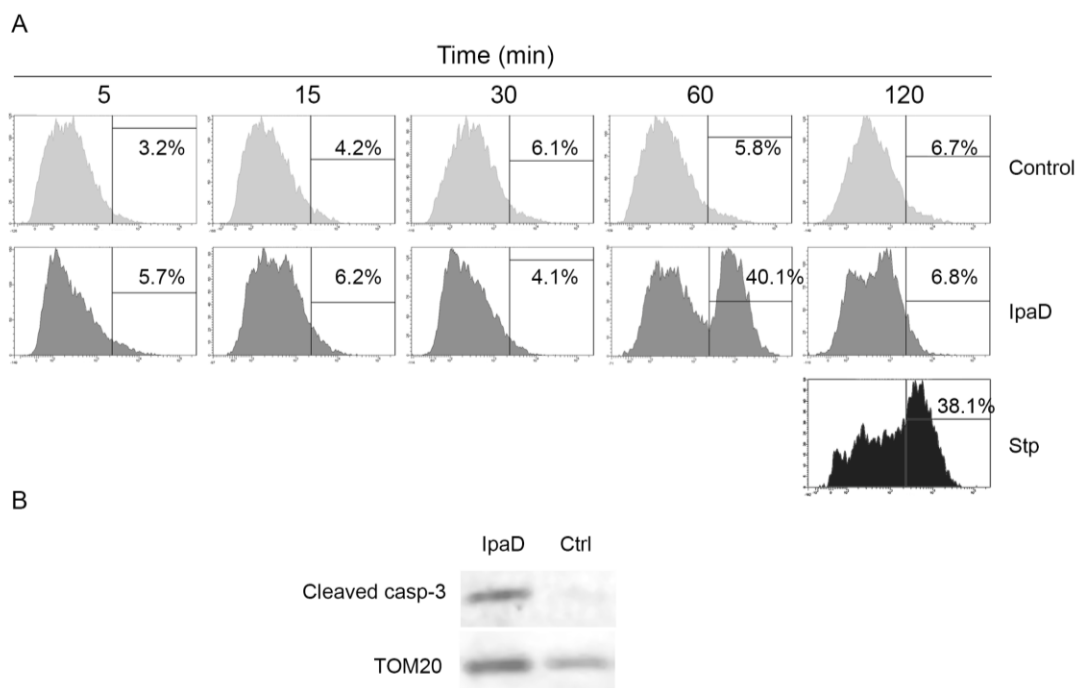 A
Time (min)
5 15 30 60 120
3.2% 4.2% 6.1% 5.8% 6.7% Control
5.7% 6.2% 4.1% 40.1% 6.8% IpaD
38.1% Stp
B
IpaD Ctrl
Cleaved casp-3
TOM20